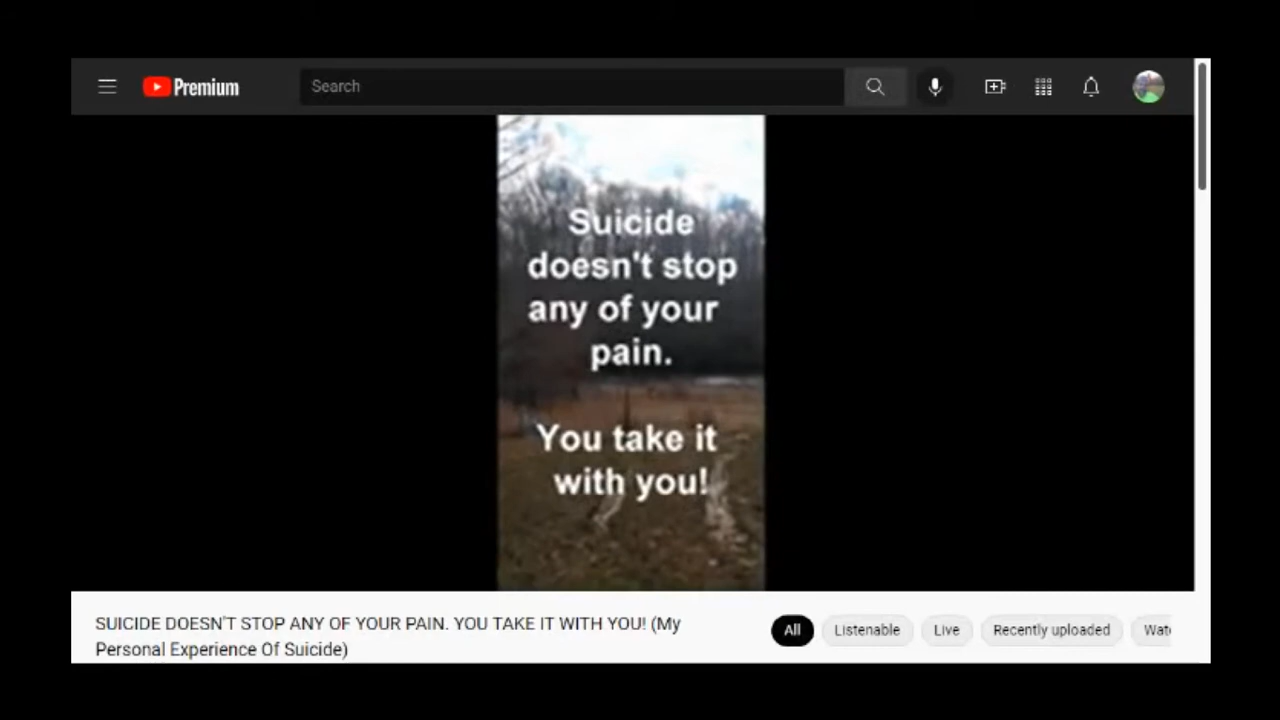 Premium
Search
Suicide
doesn't stop
any of your
pain.
You take it
with you!
SUICIDE DOESN'T STOP ANY OF YOUR PAIN. YOU TAKE IT WITH YOU! (My
Personal Experience Of Suicide)
All
Listenable
Live
Recently uploaded